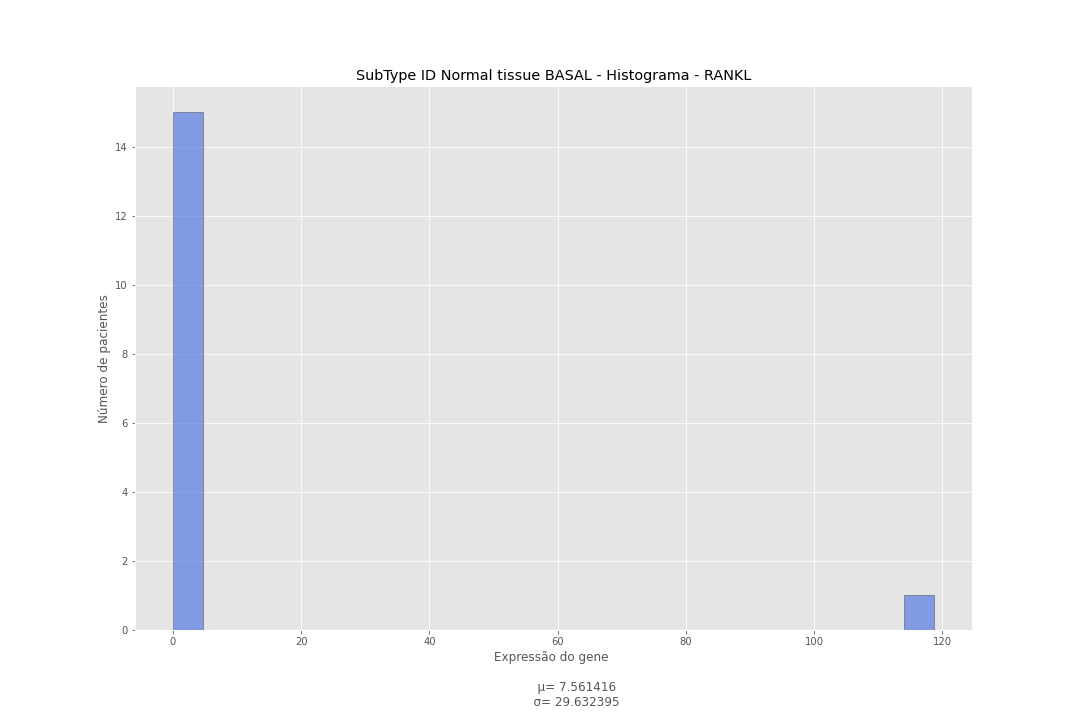 SubType ID Normal tissue BASAL - Histograma - RANKL
14
12
10
8
6
4
2
0
Número de pacientes
0 20 40 60 80 100 120
Expressão do gene
μ= 7.561416
σ= 29.632395